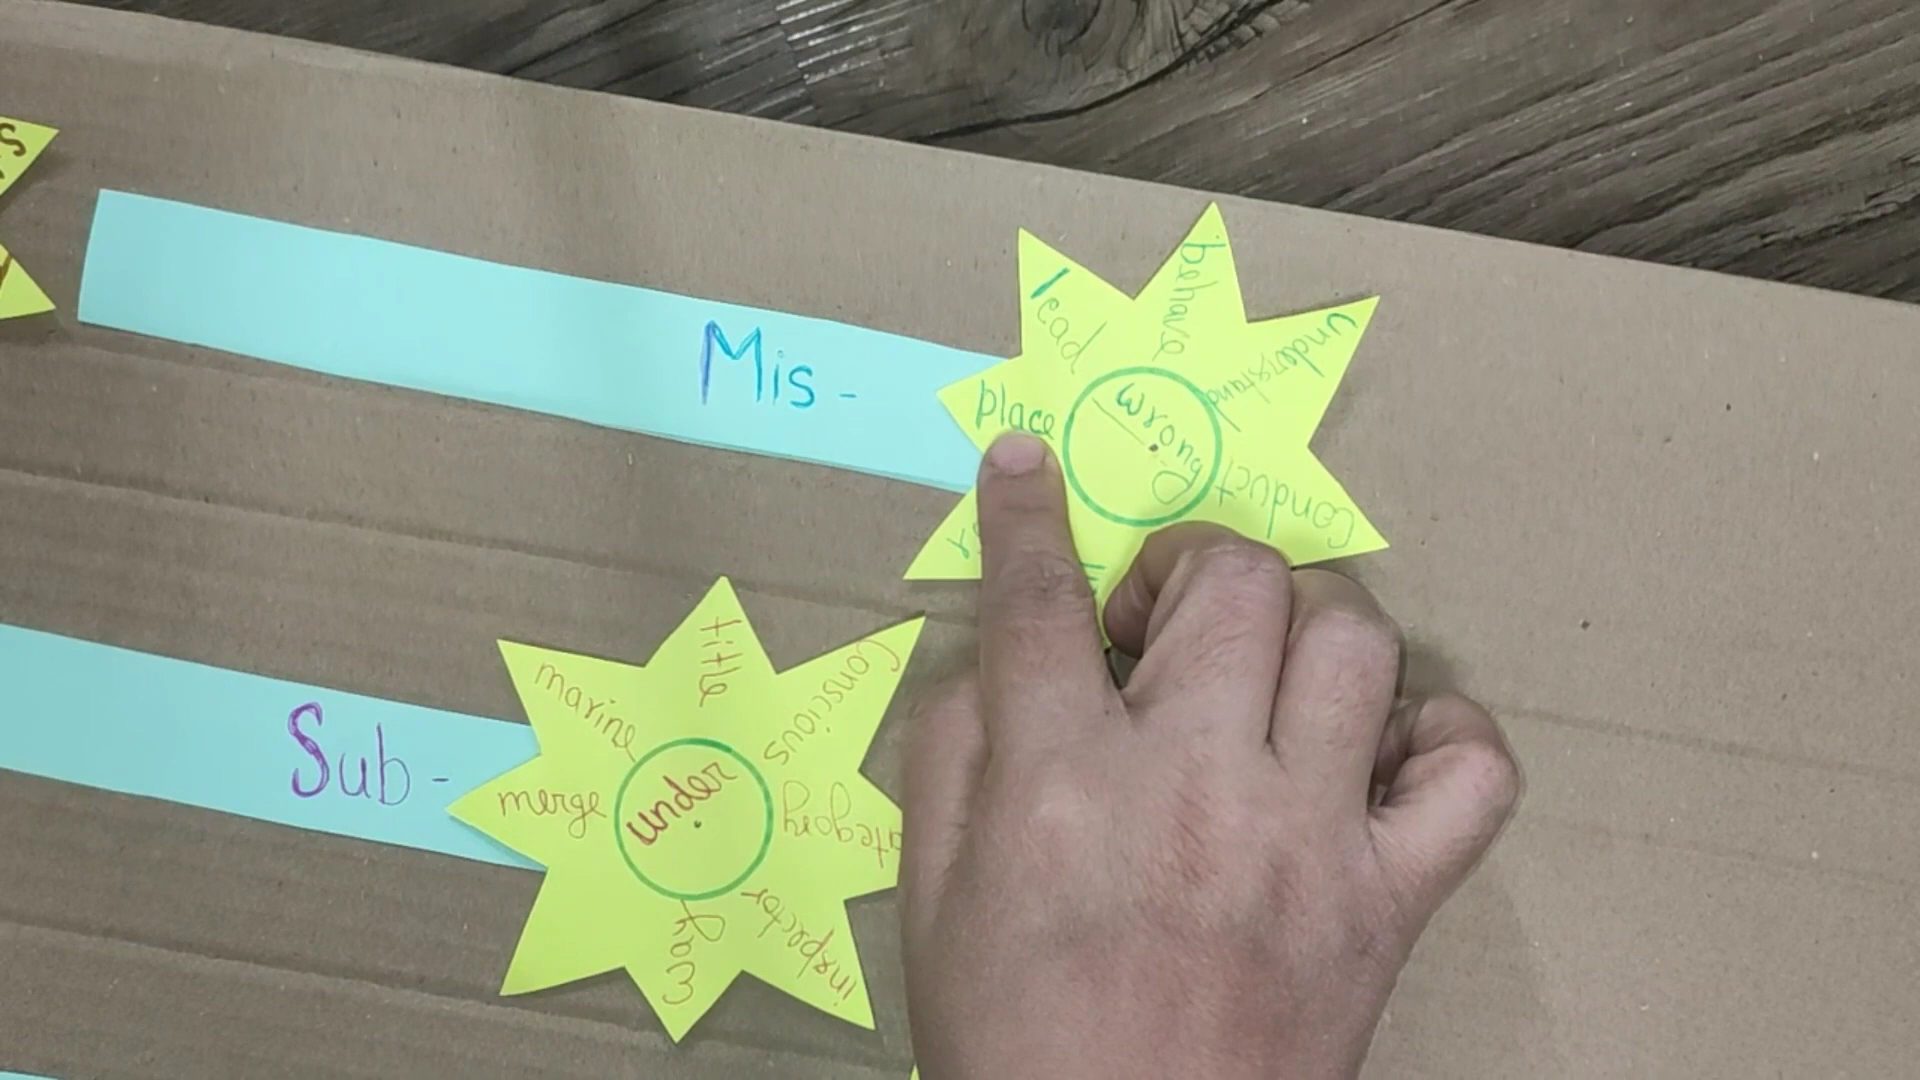 Mis -
lead
behave
understand
conduct
place
wrong
Sub -
title
conscious
marine
merge
under
inspector
way